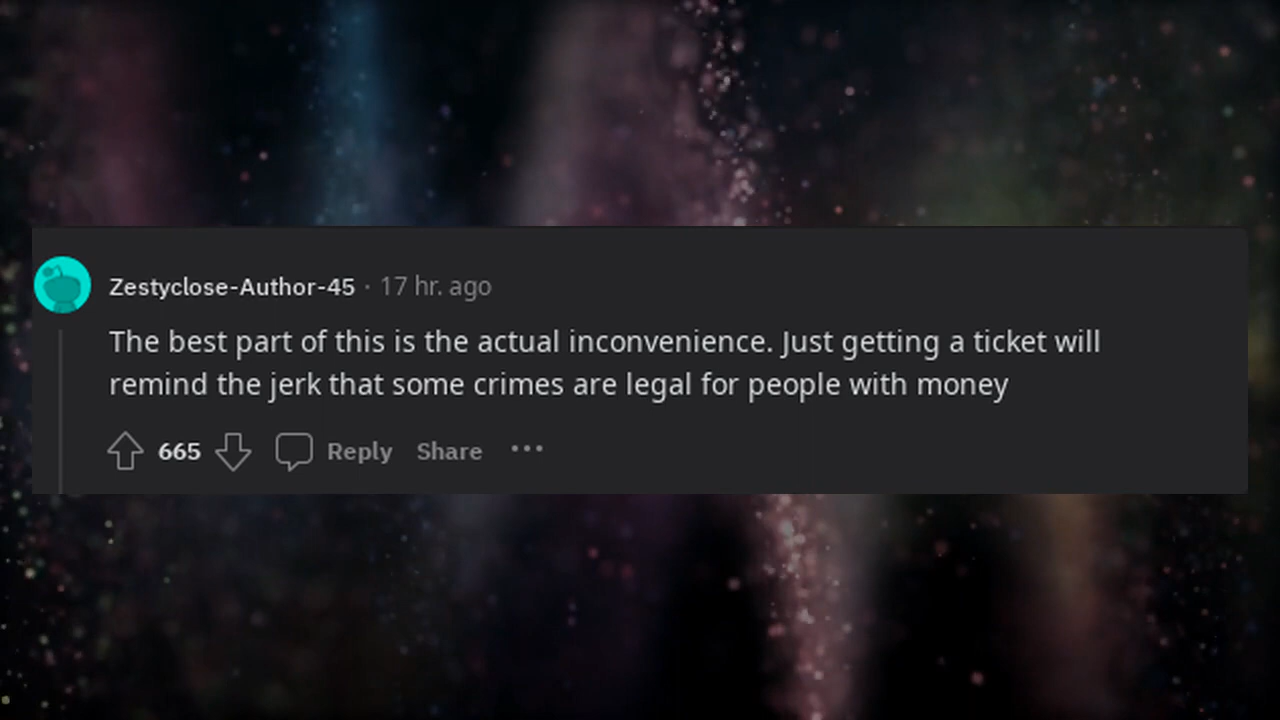 Zestyclose-Author-45 · 17 hr. ago
The best part of this is the actual inconvenience. Just getting a ticket will
remind the jerk that some crimes are legal for people with money
665 Reply Share •••